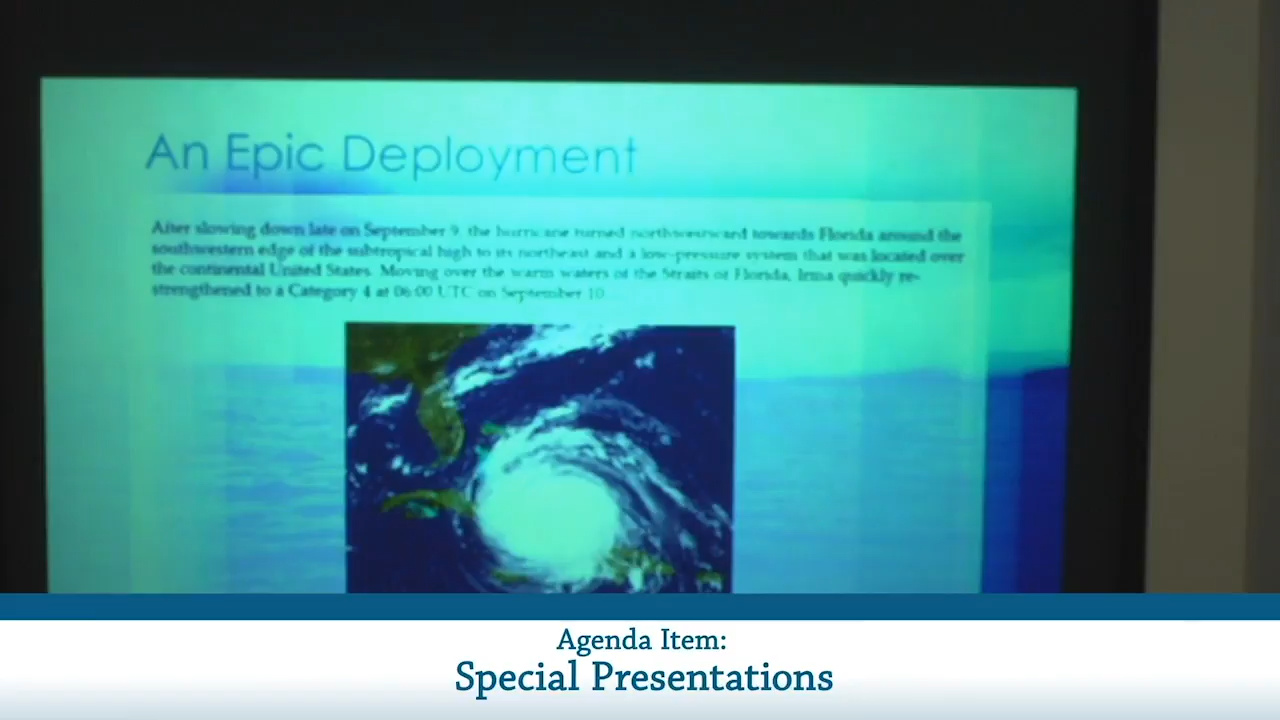 An Epic Deployment
After slowing down late on September 9, the hurricane turned northwestward towards Florida around the
southwestern edge of the subtropical high to its northeast and a low-pressure system that was located over
the continental United States. Moving over the warm waters of the Straits of Florida, Irma quickly re-
strengthened to a Category 4 at 06:00 UTC on September 10
Agenda Item:
Special Presentations